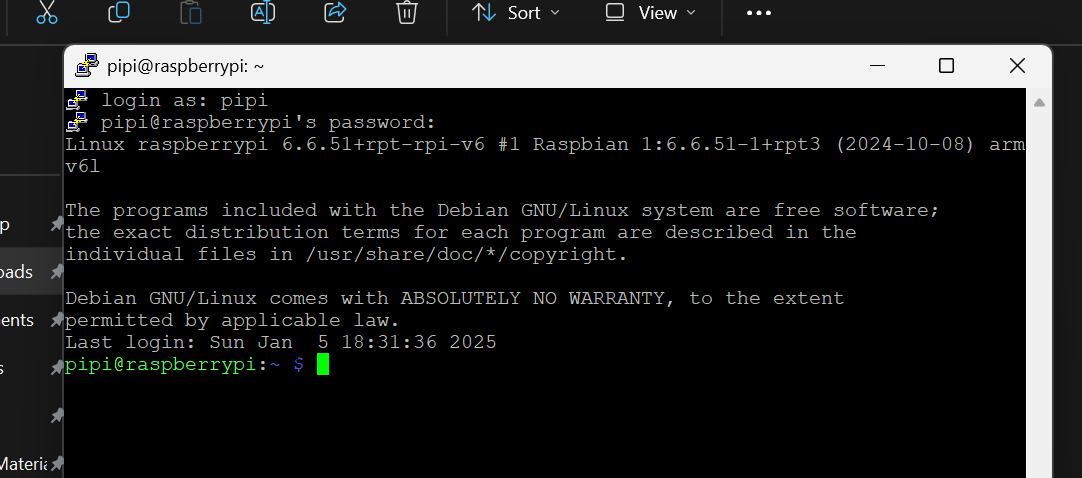 Sort
View
pipi@raspberrypi: ~
login as: pipi
pipi@raspberrypi's password:
Linux raspberrypi 6.6.51+rpt-rpi-v6 #1 Raspbian 1:6.6.51-1+rpt3 (2024-10-08) arm
v6l
The programs included with the Debian GNU/Linux system are free software;
p
the exact distribution terms for each program are described in the
individual files in /usr/share/doc/*/copyright.
oads
Debian GNU/Linux comes with ABSOLUTELY NO WARRANTY, to the extent
ents
permitted by applicable law.
Last login: Sun Jan  5 18:31:36 2025
s
pipi@raspberrypi:~ $
Materia